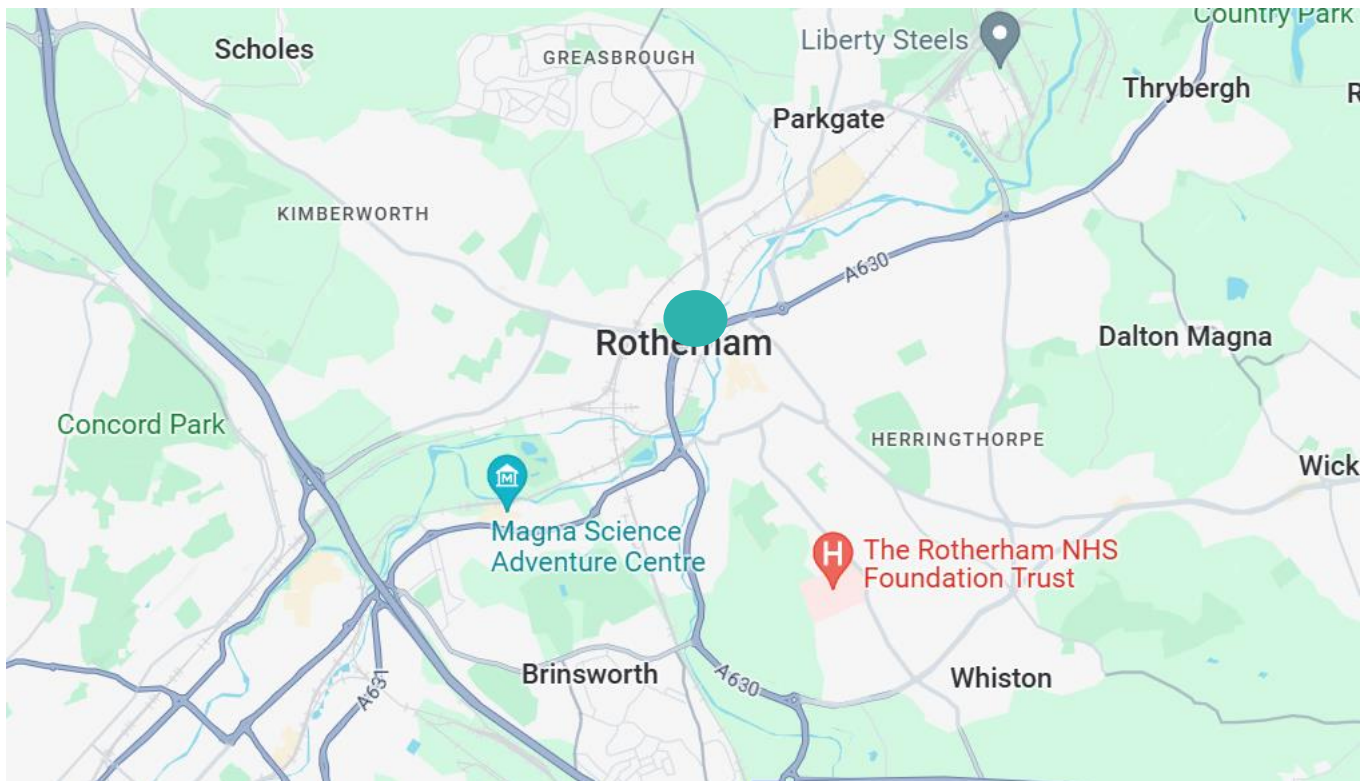 Country Park
Scholes
GREASBROUGH
Liberty Steels
Thrybergh
R
Parkgate
KIMBERWORTH
A630
Rotherham
Dalton Magna
Concord Park
HERRINGTHORPE
Wick
M
Magna Science
Adventure Centre
H
The Rotherham NHS
Foundation Trust
Brinsworth
Whiston
A631
A630